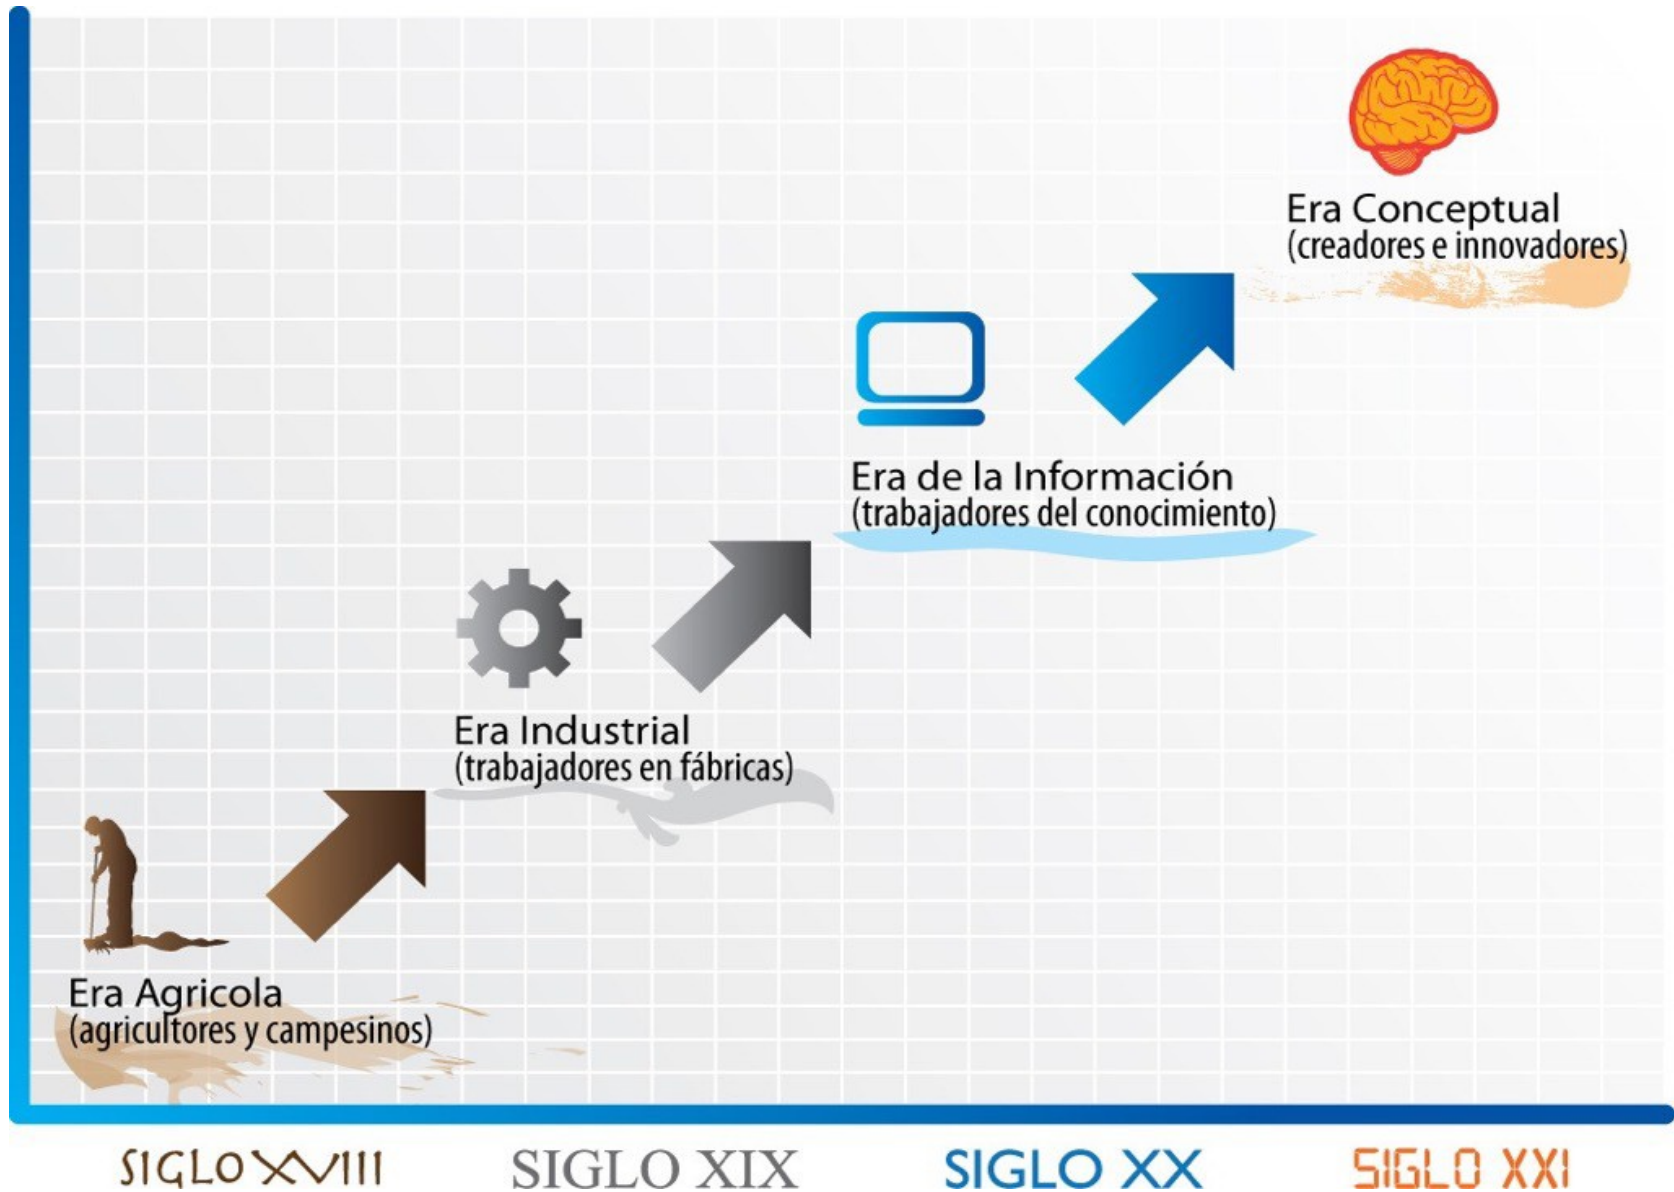 Era Conceptual
(creadores e innovadores)
Era de la Información
(trabajadores del conocimiento)
Era Industrial
(trabajadores en fábricas)
Era Agricola
(agricultores y campesinos)
SIGLO XVIII
SIGLO XIX
SIGLO XX
SIGLO XXI